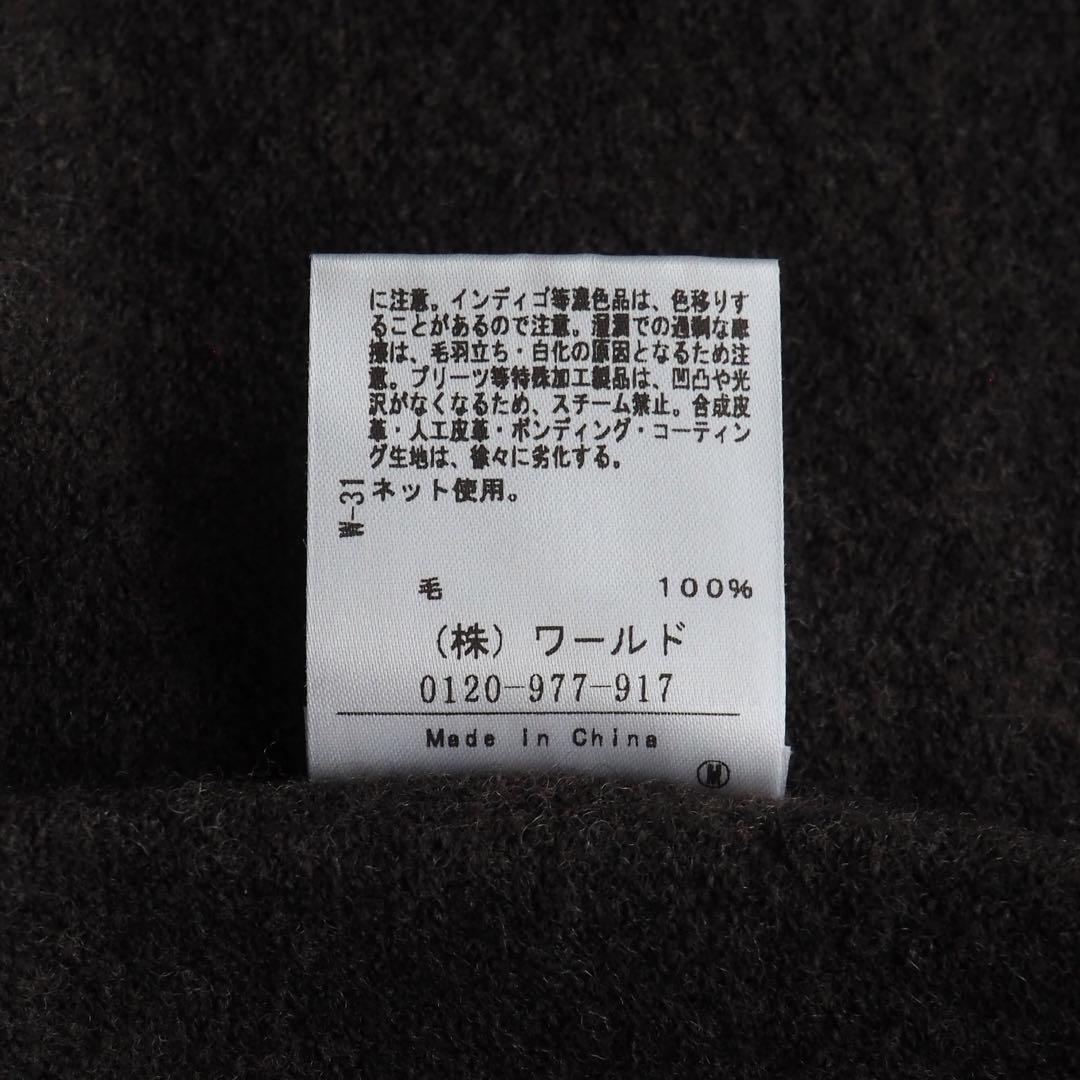 に注意。インディゴ等濃色品は、色移りす
ることがあるので注意。湿潤での過剰な摩
擦は、毛羽立ち・白化の原因となるため注
意。プリーツ等特殊加工製品は、凹凸や光
沢がなくなるため、スチーム禁止。合成皮
革・人工皮革・ボンディング・コーティン
グ生地は、徐々に劣化する。
ネット使用。
W-31
毛 100%
(株) ワールド
0120-977-917
Made in China
M